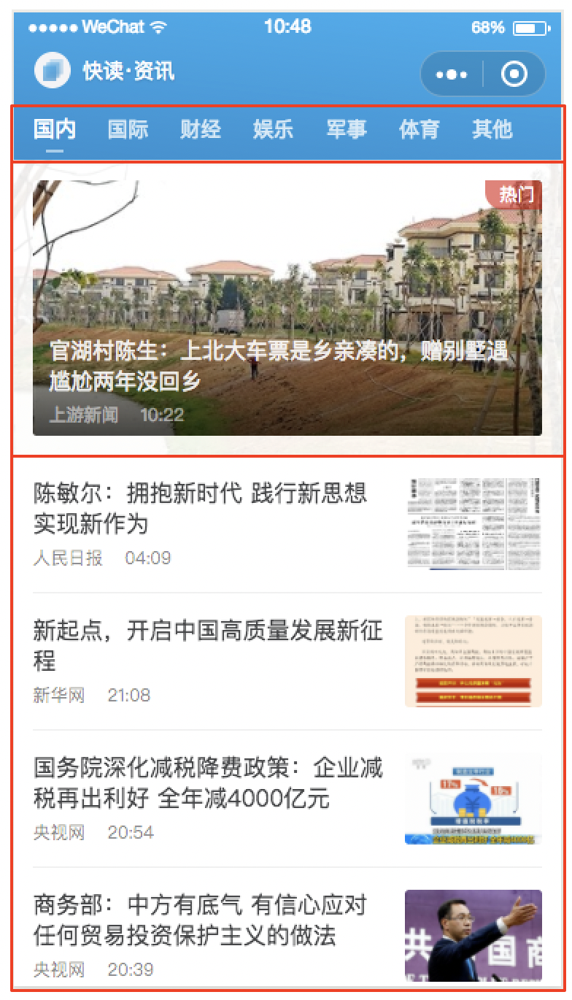 WeChat 10:48 68%
快读·资讯
国内 国际 财经 娱乐 军事 体育 其他
热门
官湖村陈生：上北大车票是乡亲凑的，赠别墅遇
尴尬两年没回乡
上游新闻 10:22
陈敏尔：拥抱新时代 践行新思想
实现新作为
人民日报 04:09
新起点，开启中国高质量发展新征
程
新华网 21:08
国务院深化减税降费政策：企业减
税再出利好 全年减4000亿元
央视网 20:54
17%
16%
商务部：中方有底气 有信心应对
任何贸易投资保护主义的做法
央视网 20:39
共 国商